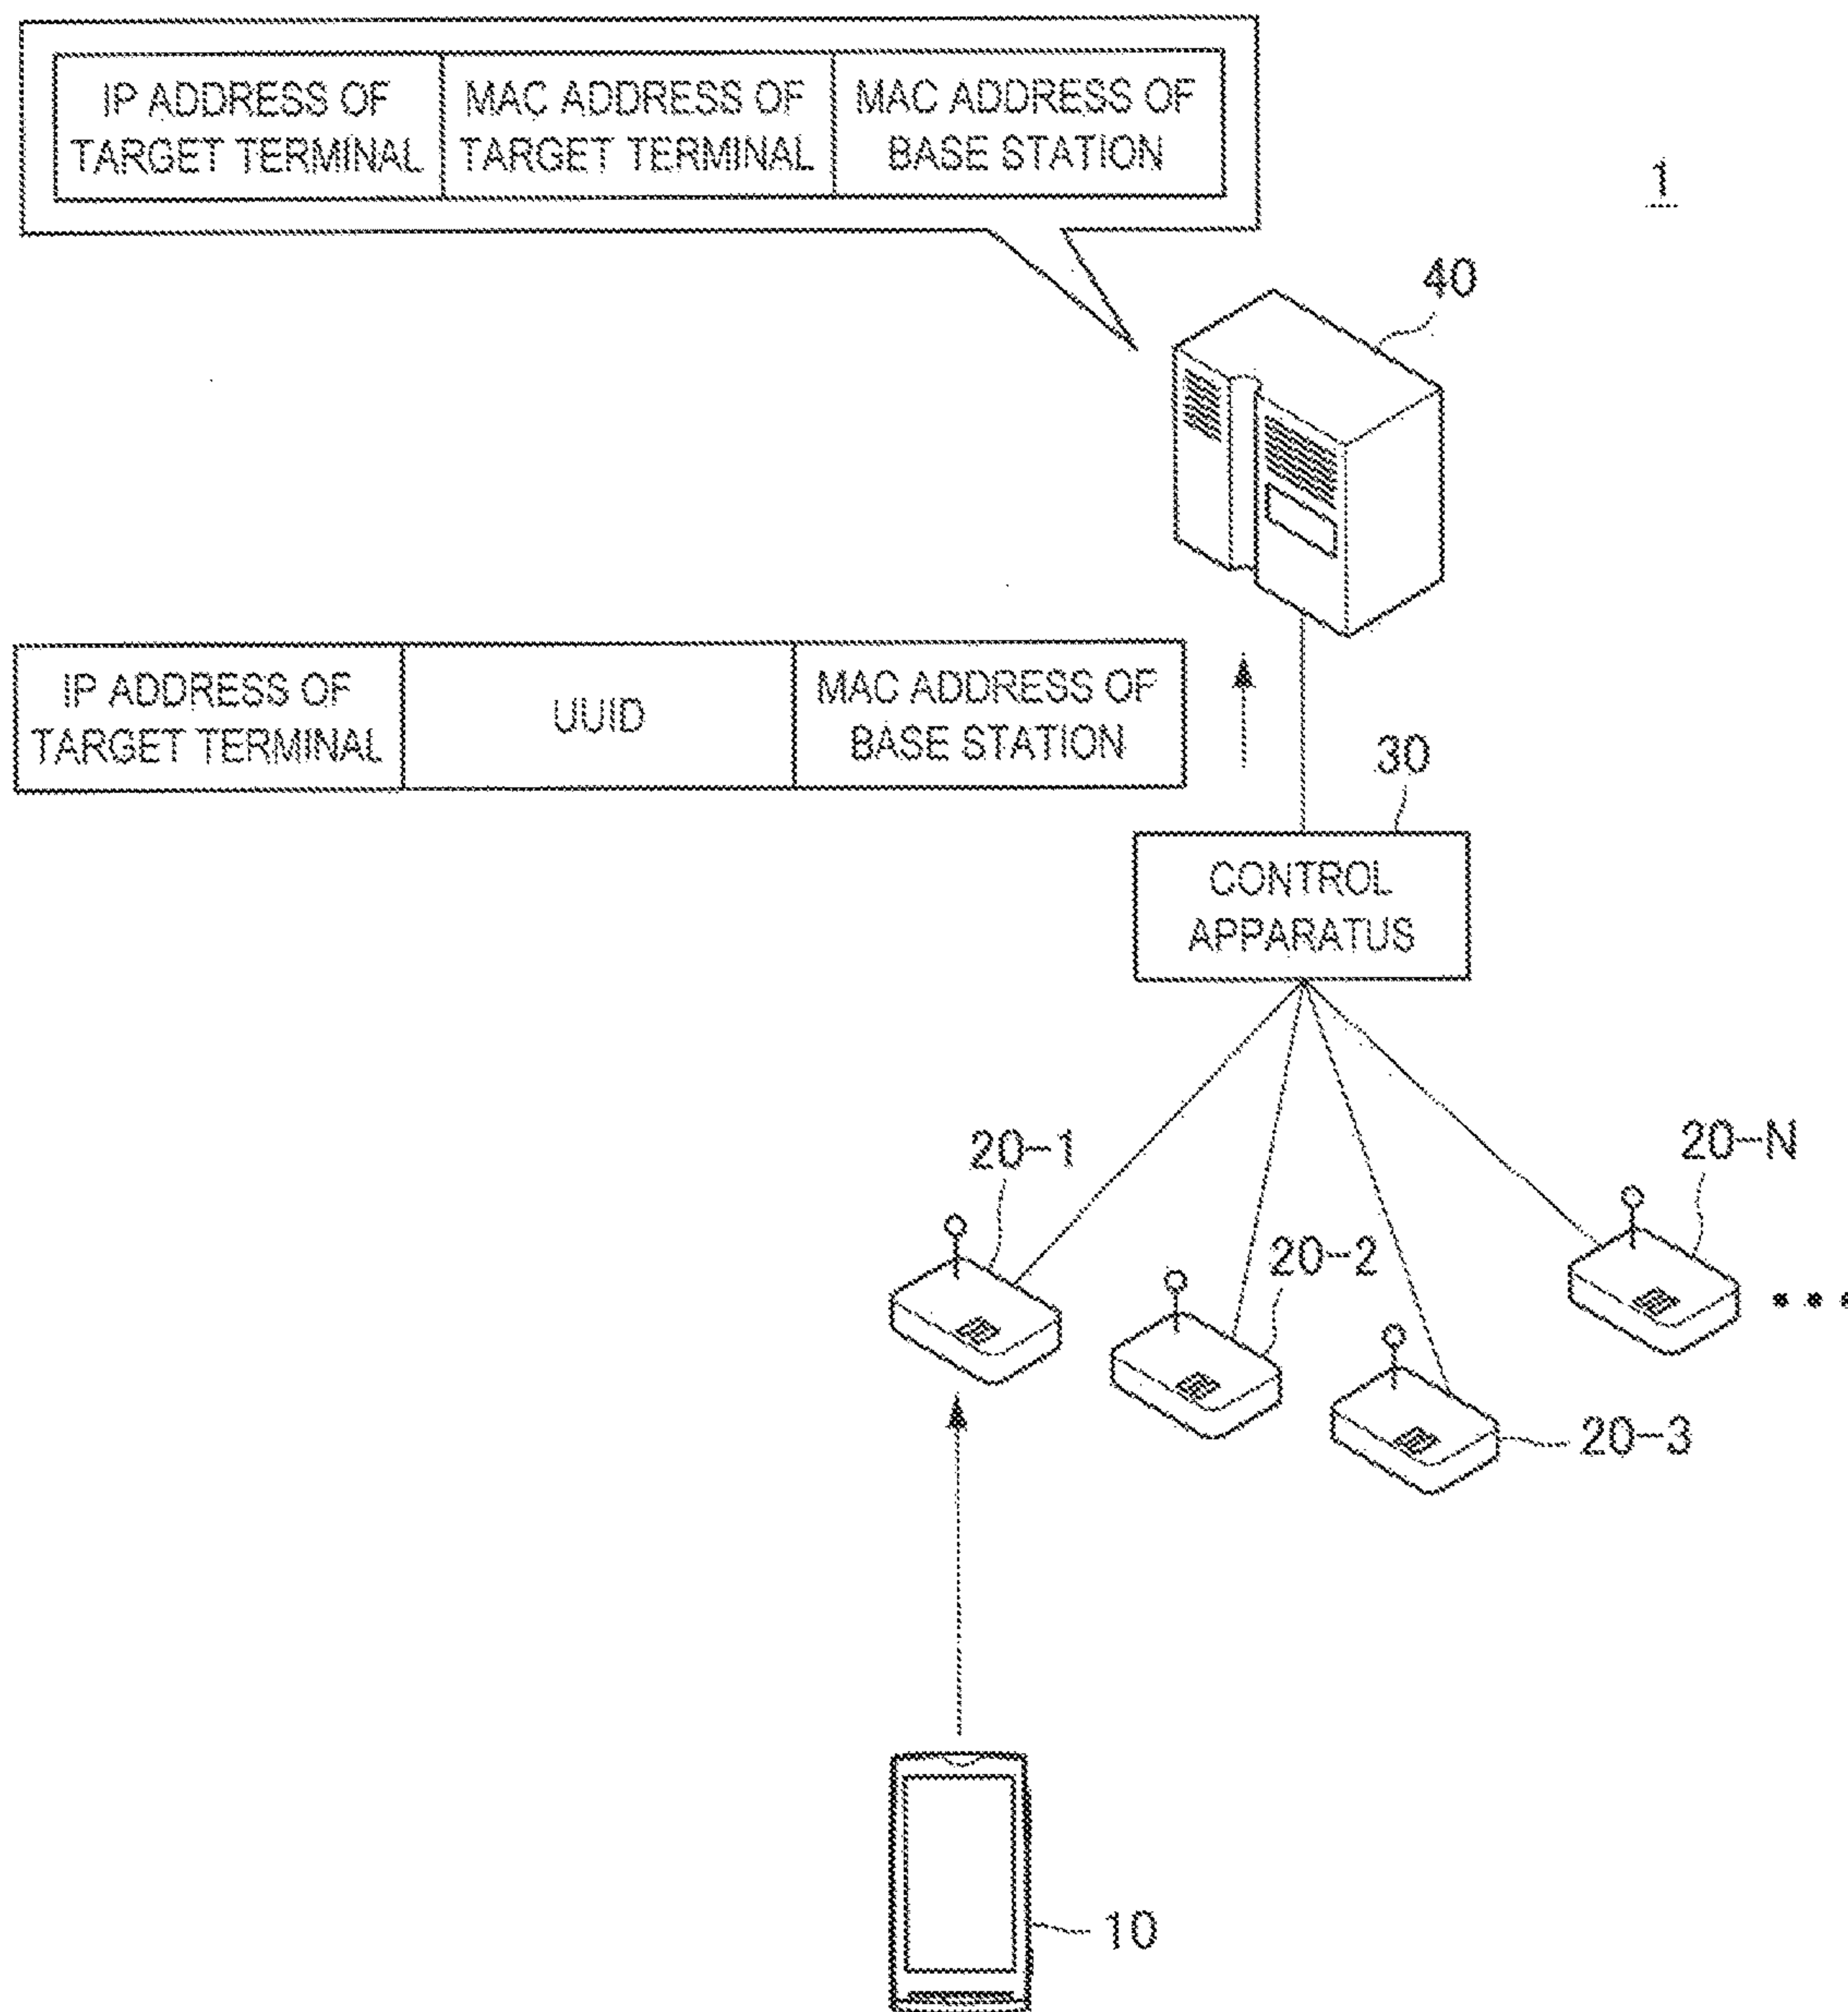 IP ADDRESS OF
TARGET TERMINAL
MAC ADDRESS OF
TARGET TERMINAL
MAC ADDRESS OF
BASE STATION
1
40
IP ADDRESS OF
TARGET TERMINAL
UUID
MAC ADDRESS OF
BASE STATION
30
CONTROL
APPARATUS
20-1
20-N
20-2
20-3
10